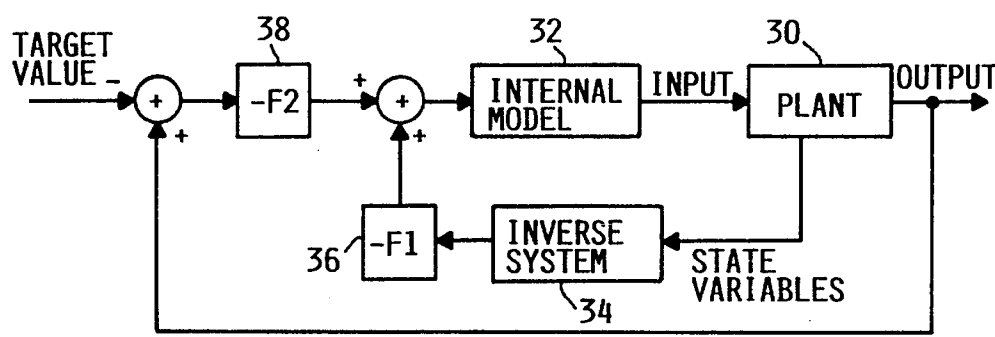 TARGET
VALUE
-
+
+
38
-F2
+
+
+
32
INTERNAL
MODEL
INPUT
30
PLANT
OUTPUT
36
-F1
INVERSE
SYSTEM
34
STATE
VARIABLES